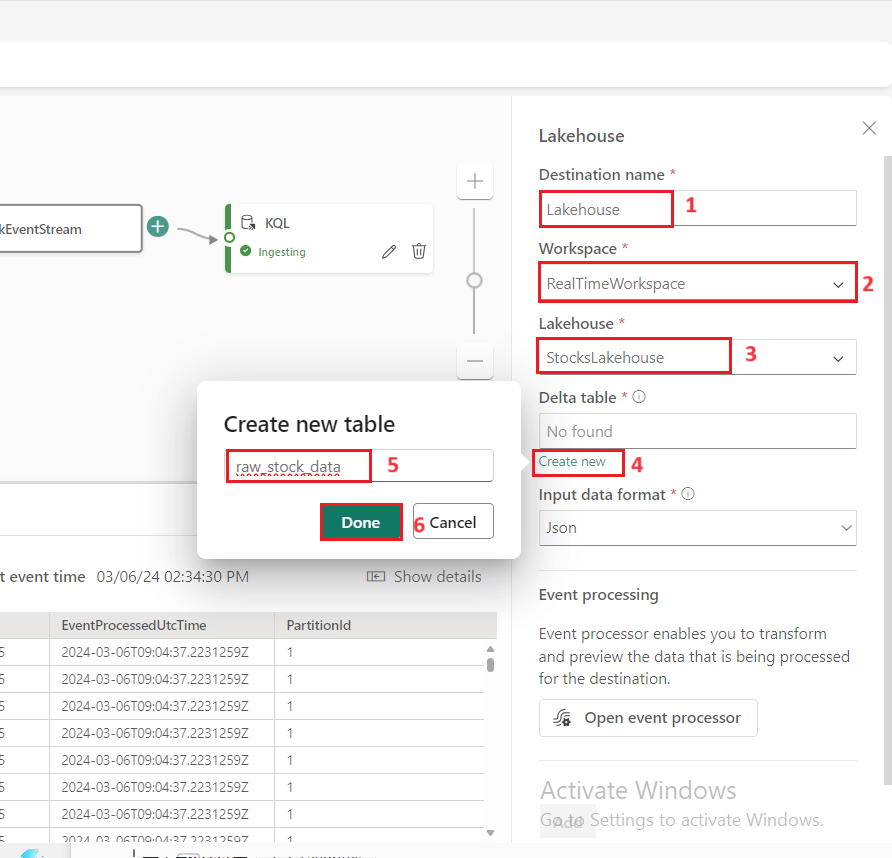 kEventStream
KQL
Ingesting
Lakehouse
Destination name *
Lakehouse
1
Workspace *
RealTimeWorkspace
2
Lakehouse *
StocksLakehouse
3
Delta table *
No found
Create new
4
Input data format *
Json
Create new table
raw_stock_data
5
Done
6
Cancel
Event processing
Event processor enables you to transform
and preview the data that is being processed
for the destination.
Open event processor
Activate Windows
Go to Settings to activate Windows.
Add
t event time 03/06/24 02:34:30 PM
Show details
EventProcessedUtcTime PartitionId
5 2024-03-06T09:04:37.2231259Z 1
5 2024-03-06T09:04:37.2231259Z 1
5 2024-03-06T09:04:37.2231259Z 1
5 2024-03-06T09:04:37.2231259Z 1
5 2024-03-06T09:04:37.2231259Z 1
5 2024-03-06T09:04:37.2231259Z 1
5 2024-03-06T09:04:37.2231259Z 1
5 2024-03-06T09:04:37.2231259Z 1